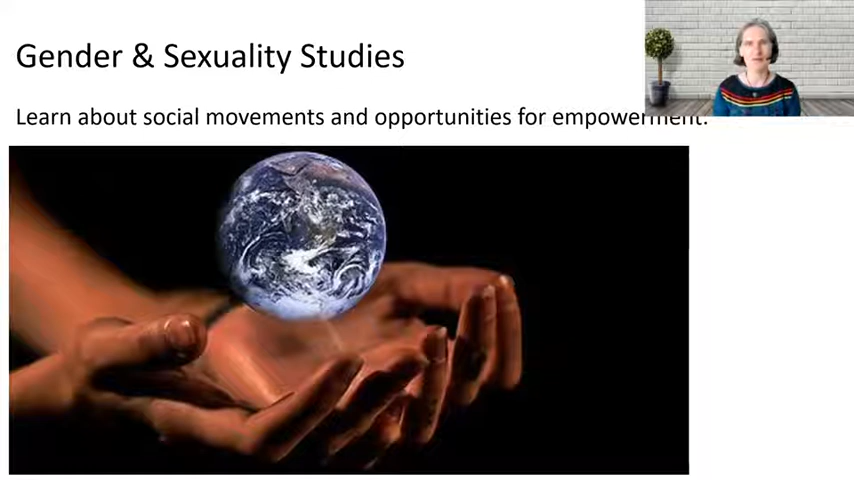 Gender & Sexuality Studies
Learn about social movements and opportunities for empowerment.